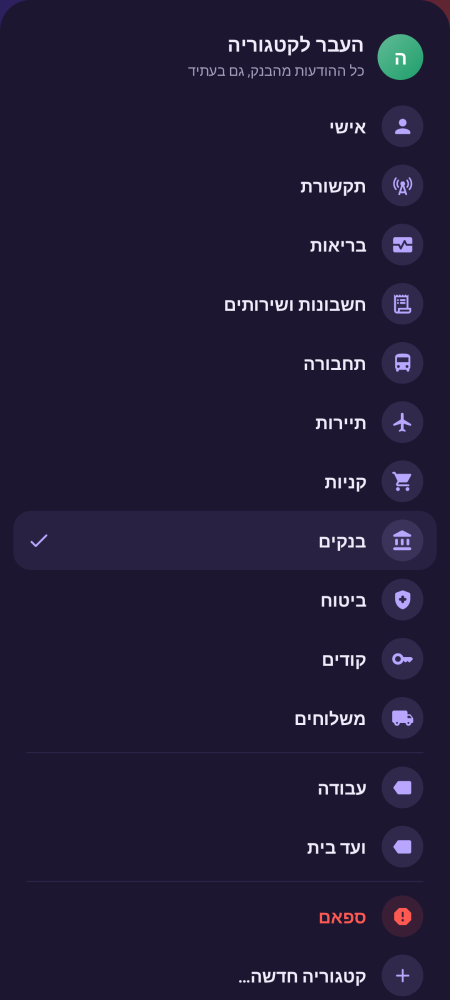 ה
העבר לקטגוריה
כל ההודעות מהבנק, גם בעתיד
אישי
תקשורת
בריאות
חשבונות ושירותים
תחבורה
תיירות
קניות
בנקים
ביטוח
קודים
משלוחים
עבודה
ועד בית
ספאם
קטגוריה חדשה...